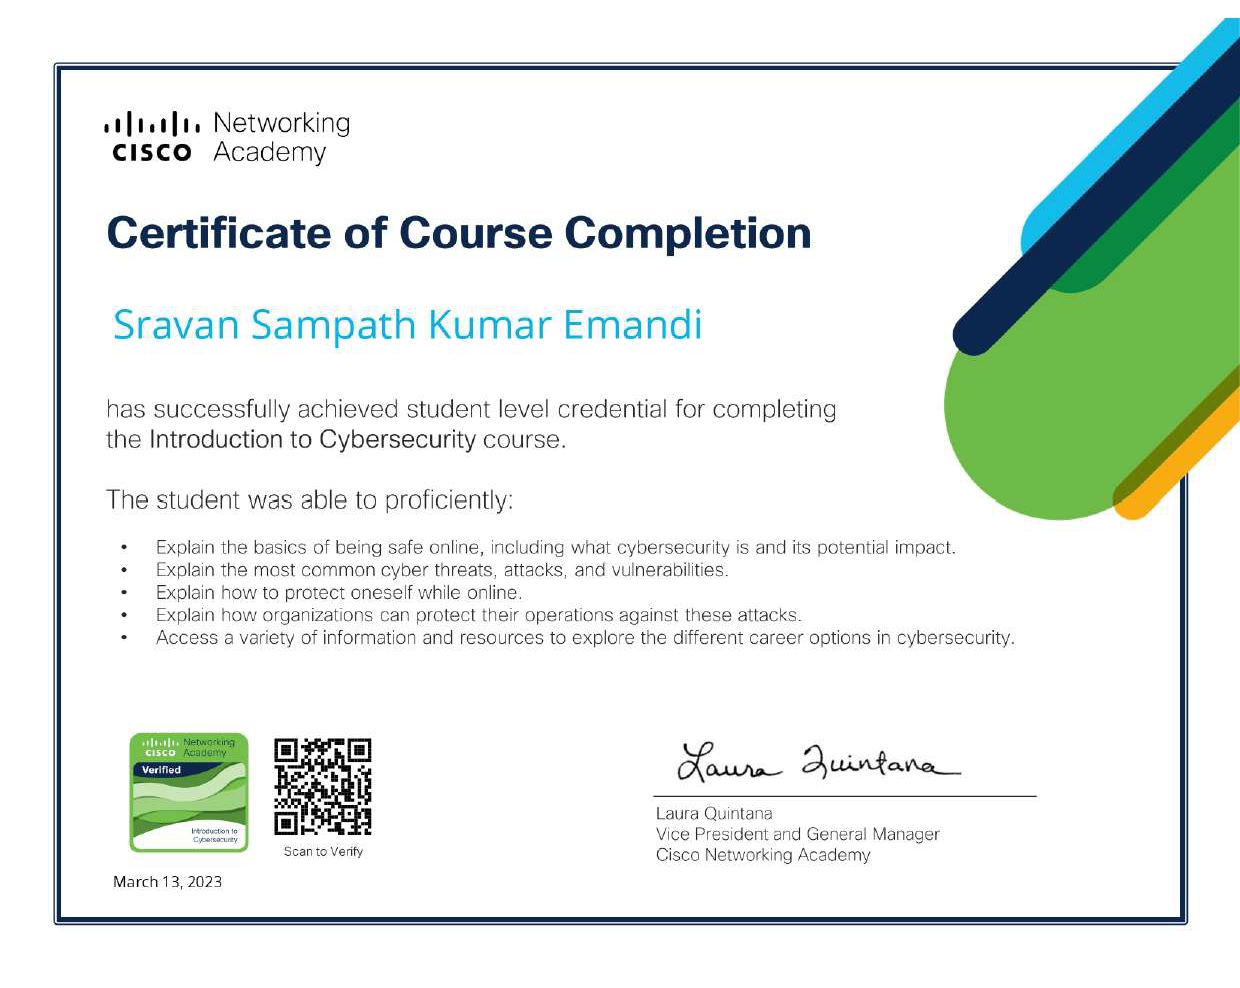 Networking
CISCO Academy
Certificate of Course Completion
Sravan Sampath Kumar Emandi
has successfully achieved student level credential for completing
the Introduction to Cybersecurity course.
The student was able to proficiently:
• Explain the basics of being safe online, including what cybersecurity is and its potential impact.
• Explain the most common cyber threats, attacks, and vulnerabilities.
• Explain how to protect oneself while online.
• Explain how organizations can protect their operations against these attacks.
• Access a variety of information and resources to explore the different career options in cybersecurity.
Networking
CISCO Academy
Verified
Introduction to
Cybersecurity
Scan to Verify
March 13, 2023
Laura Quintana
Laura Quintana
Vice President and General Manager
Cisco Networking Academy